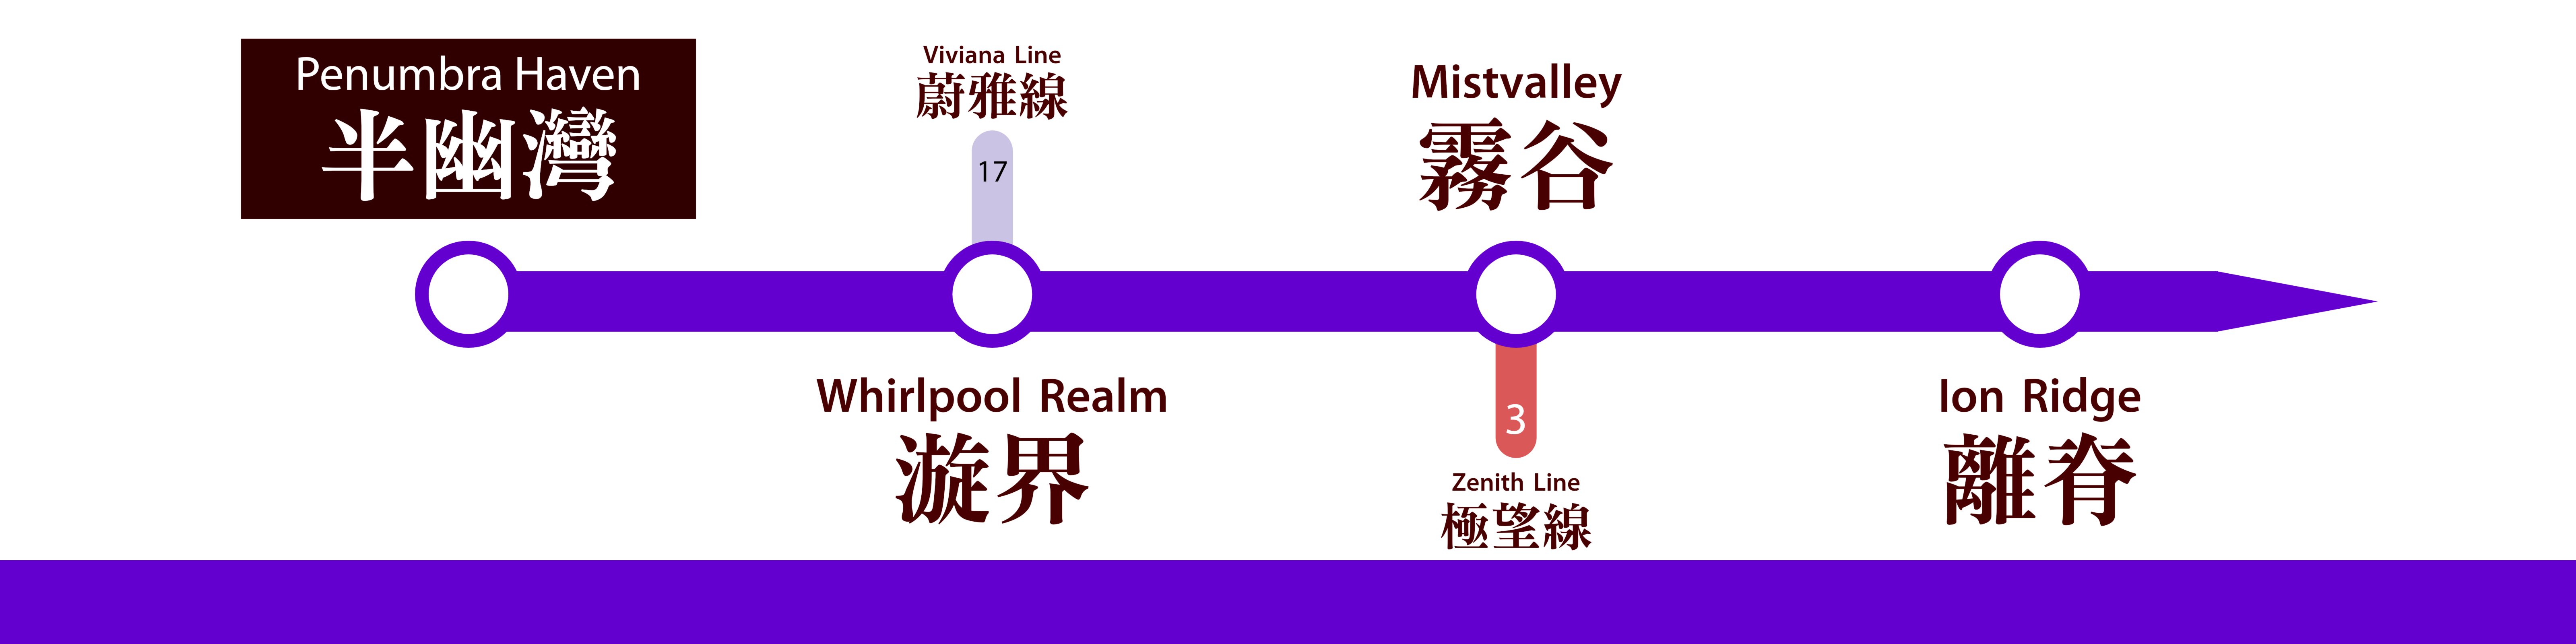 Penumbra Haven
半幽灣
Viviana Line
蔚雅線
17
Whirlpool Realm
漩界
Mistvalley
霧谷
3
Zenith Line
極望線
Ion Ridge
離脊